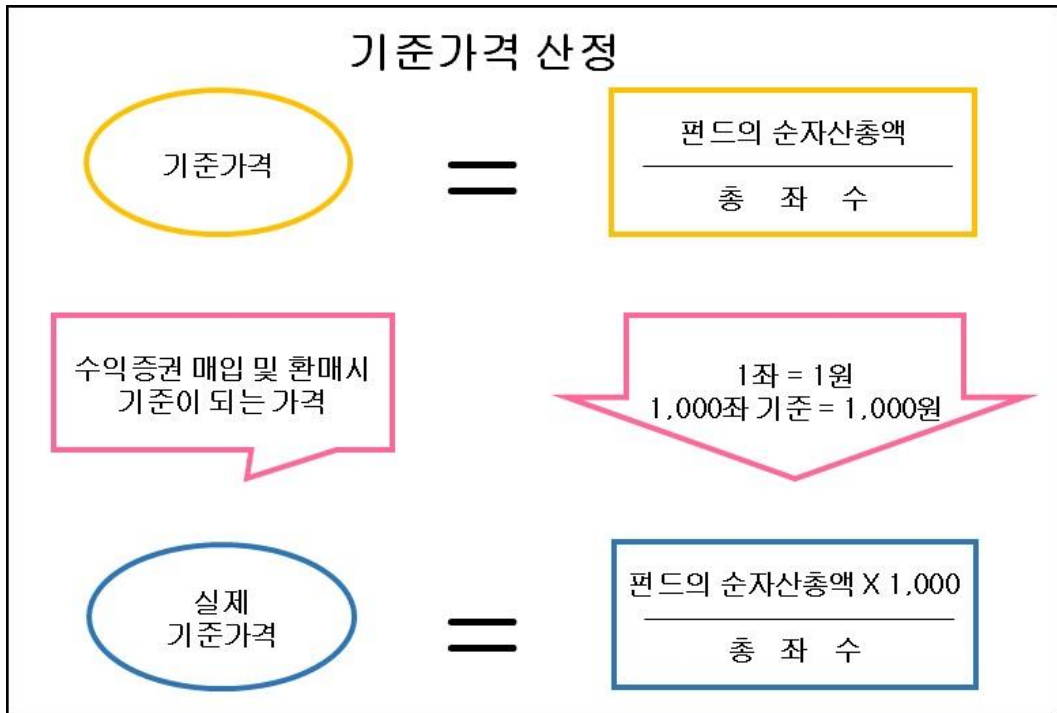 기준가격 산정
기준가격
=
펀드의 순자산총액
총 좌 수
수익증권 매입 및 환매시
기준이 되는 가격
1좌 = 1원
1,000좌 기준 = 1,000원
실제
기준가격
=
펀드의 순자산총액 X 1,000
총 좌 수